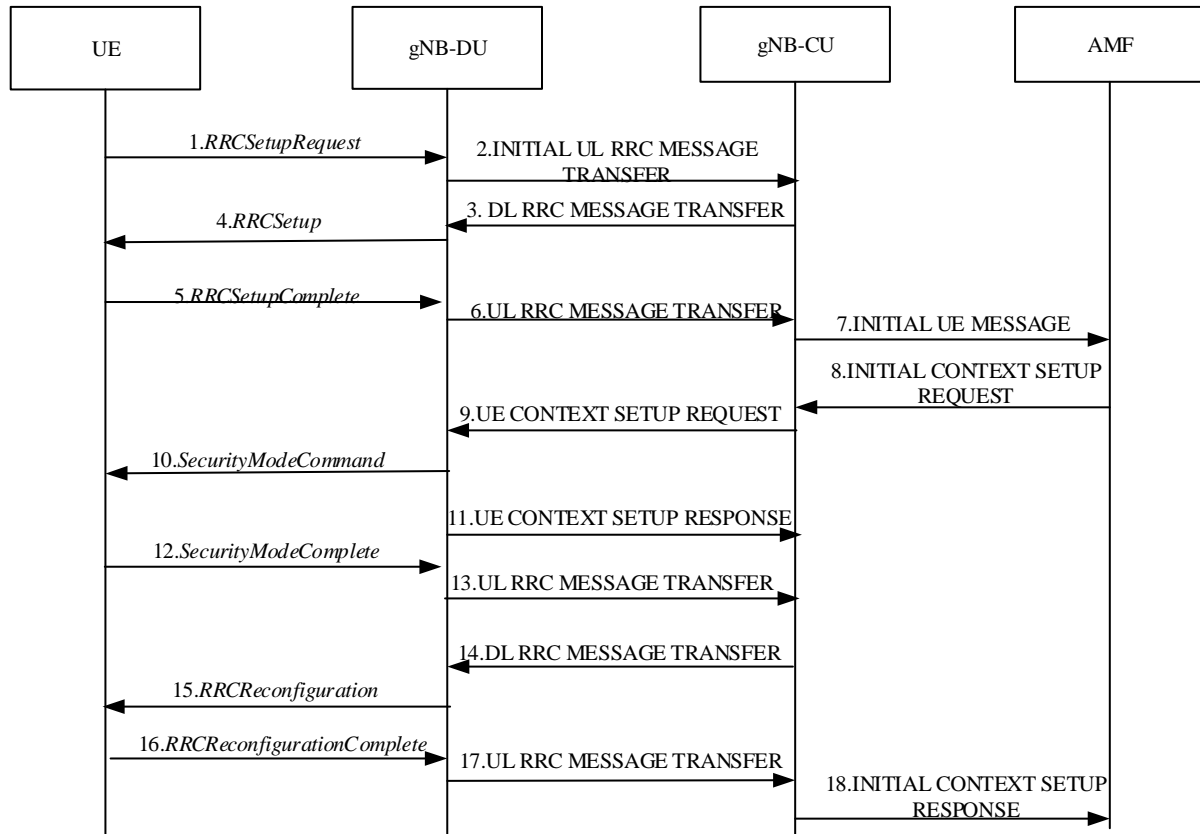 UE
gNB-DU
gNB-CU
AMF
1.RRCSetupRequest
2.INITIAL UL RRC MESSAGE
TRANSFER
3. DL RRC MESSAGE TRANSFER
4.RRCSetup
5.RRCSetupComplete
6.UL RRC MESSAGE TRANSFER
7.INITIAL UE MESSAGE
8.INITIAL CONTEXT SETUP
REQUEST
9.UE CONTEXT SETUP REQUEST
10.SecurityModeCommand
11.UE CONTEXT SETUP RESPONSE
12.SecurityModeComplete
13.UL RRC MESSAGE TRANSFER
14.DL RRC MESSAGE TRANSFER
15.RRCReconfiguration
16.RRCReconfigurationComplete
17.UL RRC MESSAGE TRANSFER
18.INITIAL CONTEXT SETUP
RESPONSE